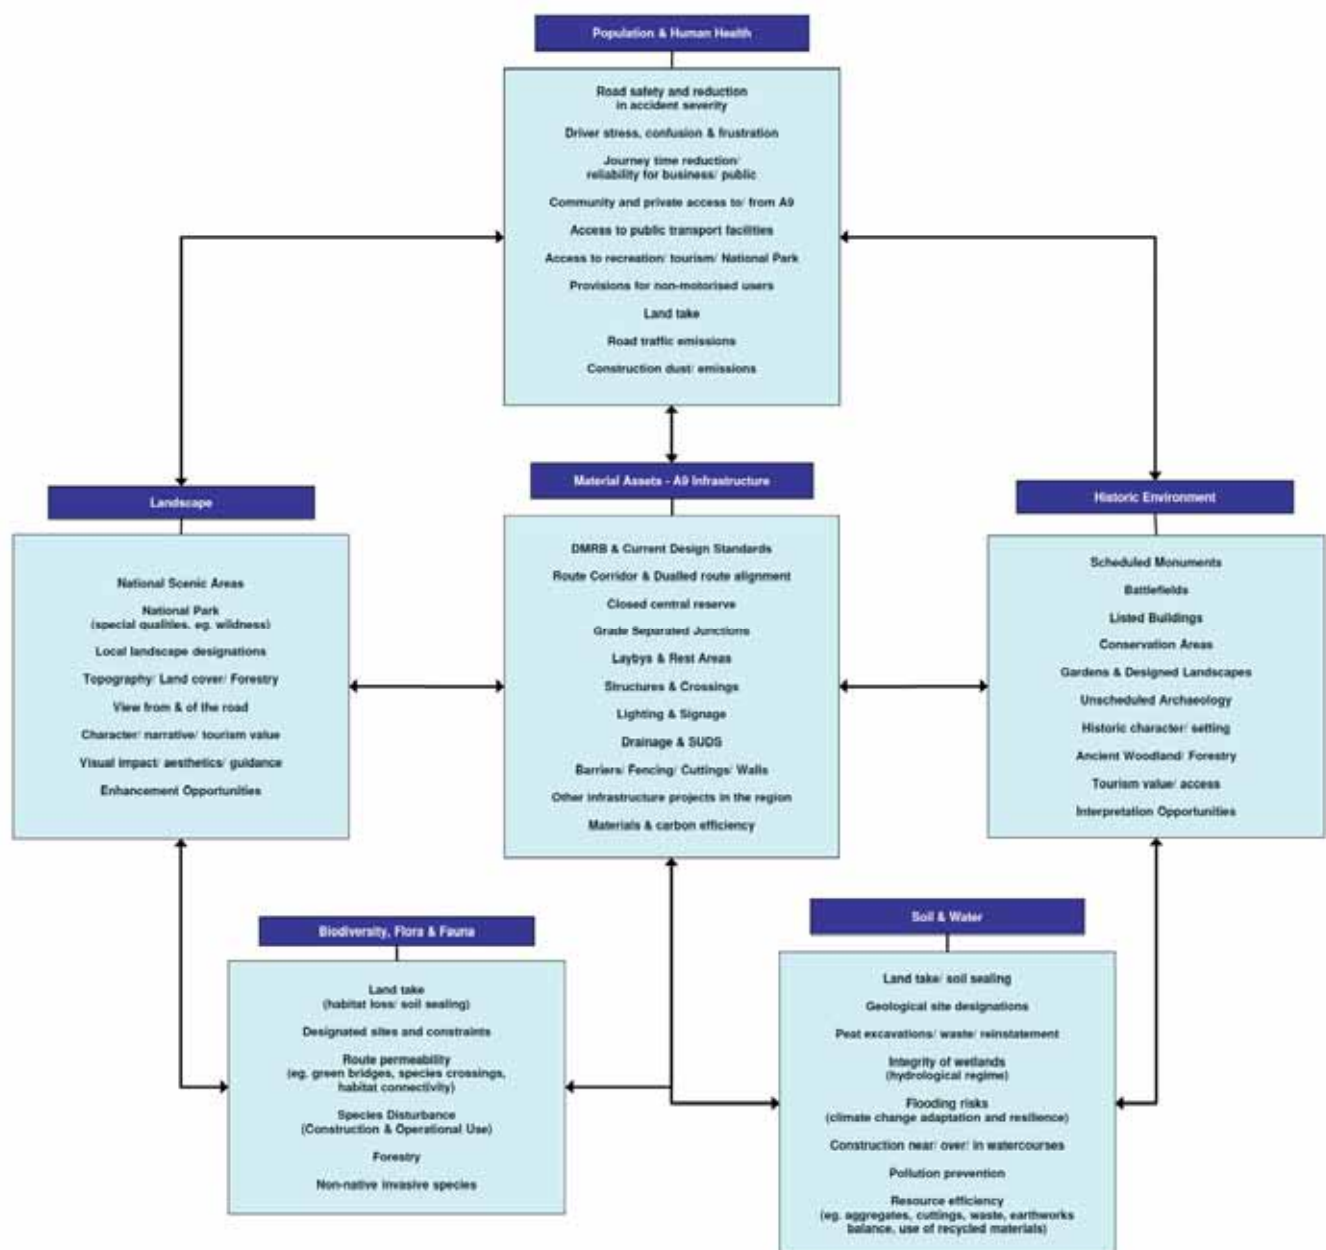 Population & Human Health
Road safety and reduction
in accident severity
Driver stress, confusion & frustration
Journey time reduction/
reliability for business/ public
Community and private access to/ from A9
Access to public transport facilities
Access to recreation/ tourism/ National Park
Provisions for non-motorised users
Land take
Road traffic emissions
Construction dust/ emissions
Landscape
National Scenic Areas
National Park
(special qualities, eg. wildness)
Local landscape designations
Topography/ Land cover/ Forestry
View from & of the road
Character/ narrative/ tourism value
Visual impact/ aesthetics/ guidance
Enhancement Opportunities
Material Assets - A9 Infrastructure
DMRB & Current Design Standards
Route Corridor & Dualled route alignment
Closed central reserve
Grade Separated Junctions
Laybys & Rest Areas
Structures & Crossings
Lighting & Signage
Drainage & SUDS
Barriers/ Fencing/ Cuttings/ Walls
Other infrastructure projects in the region
Materials & carbon efficiency
Historic Environment
Scheduled Monuments
Battlefields
Listed Buildings
Conservation Areas
Gardens & Designed Landscapes
Unscheduled Archaeology
Historic character/ setting
Ancient Woodland/ Forestry
Tourism value/ access
Interpretation Opportunities
Biodiversity, Flora & Fauna
Land take
(habitat loss/ soil sealing)
Designated sites and constraints
Route permeability
(eg. green bridges, species crossings,
habitat connectivity)
Species Disturbance
(Construction & Operational Use)
Forestry
Non-native invasive species
Soil & Water
Land take/ soil sealing
Geological site designations
Peat excavations/ waste/ reinstatement
Integrity of wetlands
(hydrological regime)
Flooding risks
(climate change adaptation and resilience)
Construction near/ over/ in watercourses
Pollution prevention
Resource efficiency
(eg. aggregates, cuttings, waste, earthworks
balance, use of recycled materials)